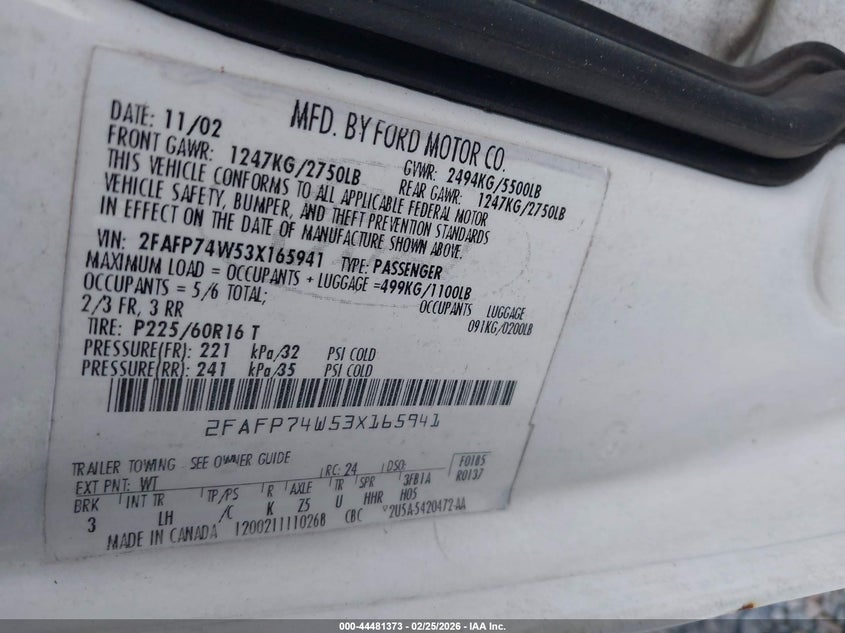 MFD. BY FORD MOTOR CO.
DATE: 11/02 GVWR: 2494KG/5500LB
FRONT GAWR: 1247KG/2750LB REAR GAWR: 1247KG/2750LB
THIS VEHICLE CONFORMS TO ALL APPLICABLE FEDERAL MOTOR
VEHICLE SAFETY, BUMPER, AND THEFT PREVENTION STANDARDS
IN EFFECT ON THE DATE OF MANUFACTURE SHOWN ABOVE.
VIN: 2FAFP74W53X165941 TYPE: PASSENGER
MAXIMUM LOAD = OCCUPANTS + LUGGAGE =499KG/1100LB
OCCUPANTS = 5/6 TOTAL; OCCUPANTS LUGGAGE
2/3 FR, 3 RR 091KG/0200LB
TIRE: P225/60R16 T
PRESSURE(FR): 221 kPa/32 PSI COLD
PRESSURE(RR): 241 kPa/35 PSI COLD
2FAFP74W53X165941
TRAILER TOWING SEE OWNER GUIDE
EXT PNT: WT RC: 24 DSO: F0185
BRK INT TR TP/PS R AXLE TR SPR 3FB1A R0137
3 LH /C K Z5 U HHR H05
MADE IN CANADA 120021111026B CBC 2U5A-5420472-AA
000-44481373 - 02/25/2026 - IAA Inc.